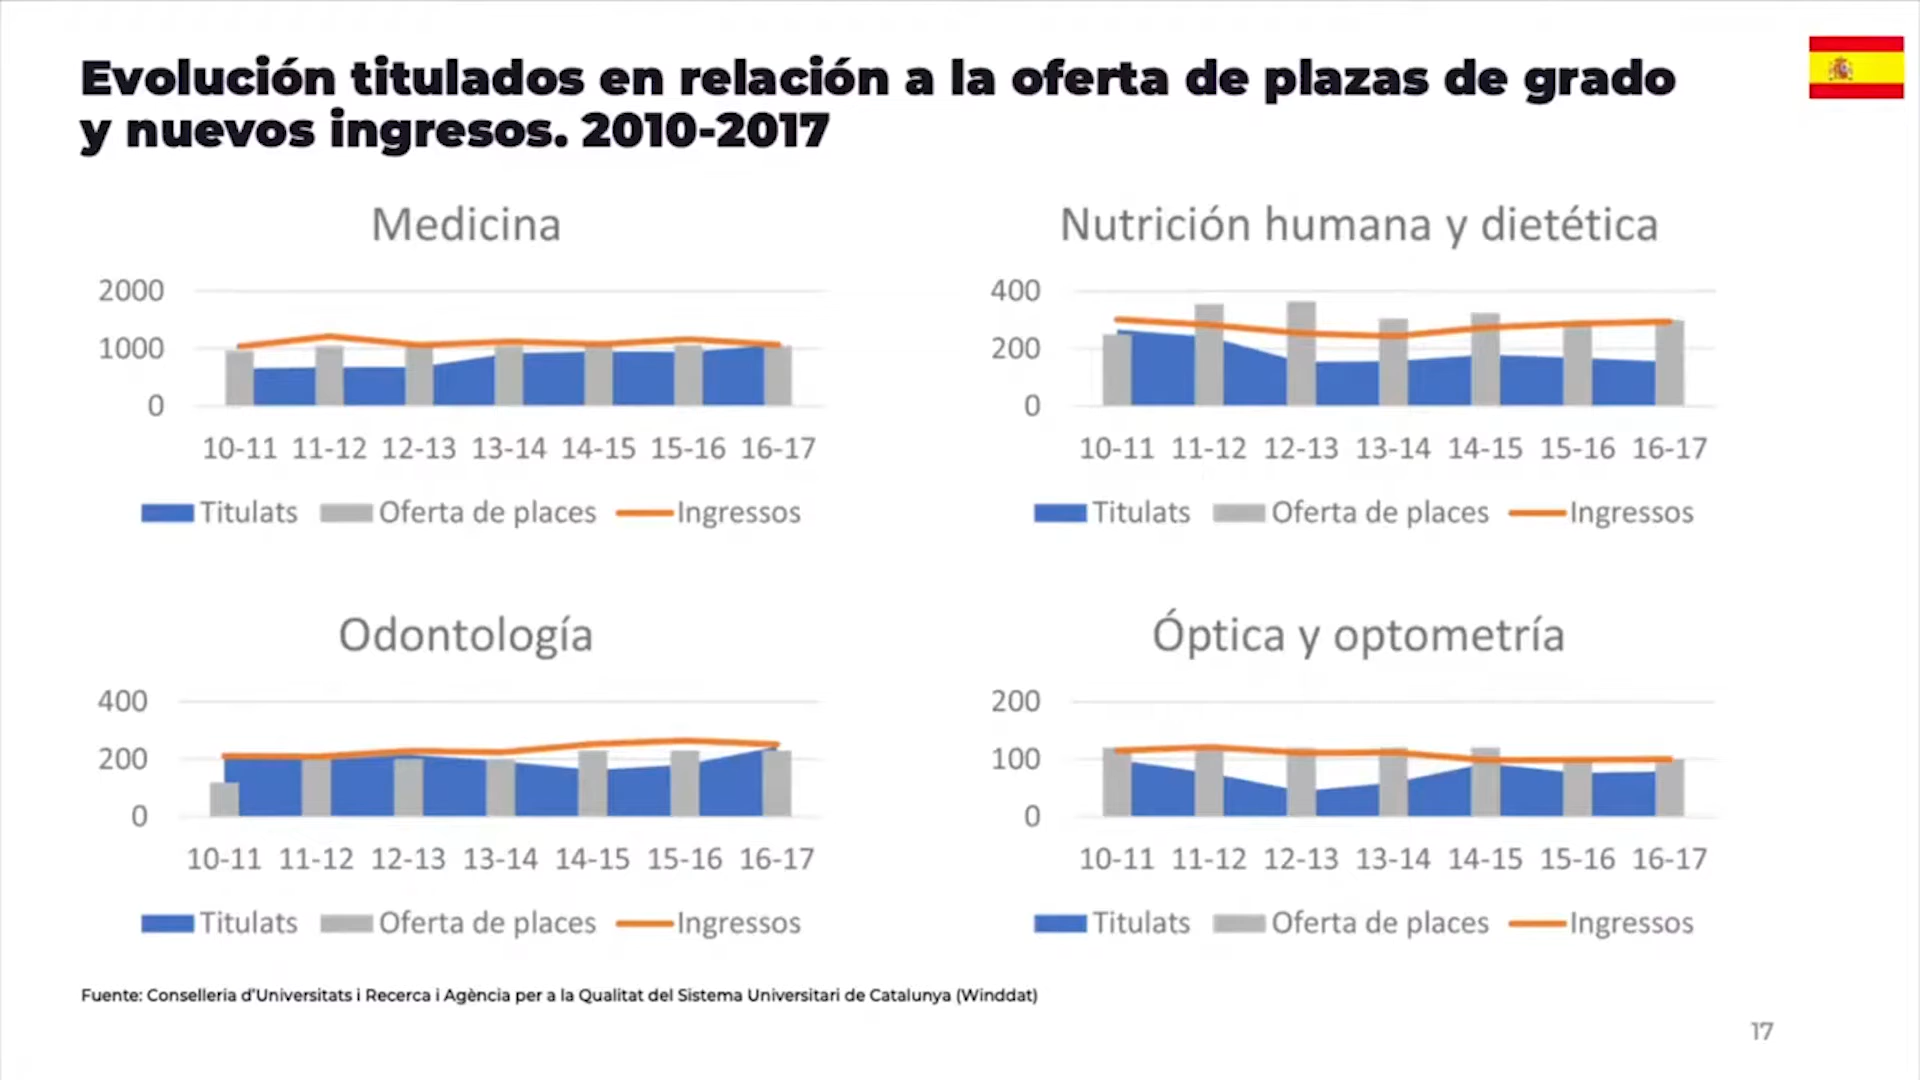 Evolución titulados en relación a la oferta de plazas de grado
y nuevos ingresos. 2010-2017
Medicina
2000
1000
0
10-11 11-12 12-13 13-14 14-15 15-16 16-17
Titulats Oferta de places Ingressos
Nutrición humana y dietética
400
200
0
10-11 11-12 12-13 13-14 14-15 15-16 16-17
Titulats Oferta de places Ingressos
Odontología
400
200
0
10-11 11-12 12-13 13-14 14-15 15-16 16-17
Titulats Oferta de places Ingressos
Óptica y optometría
200
100
0
10-11 11-12 12-13 13-14 14-15 15-16 16-17
Titulats Oferta de places Ingressos
Fuente: Conselleria d'Universitats i Recerca i Agència per a la Qualitat del Sistema Universitari de Catalunya (Winddat)
17